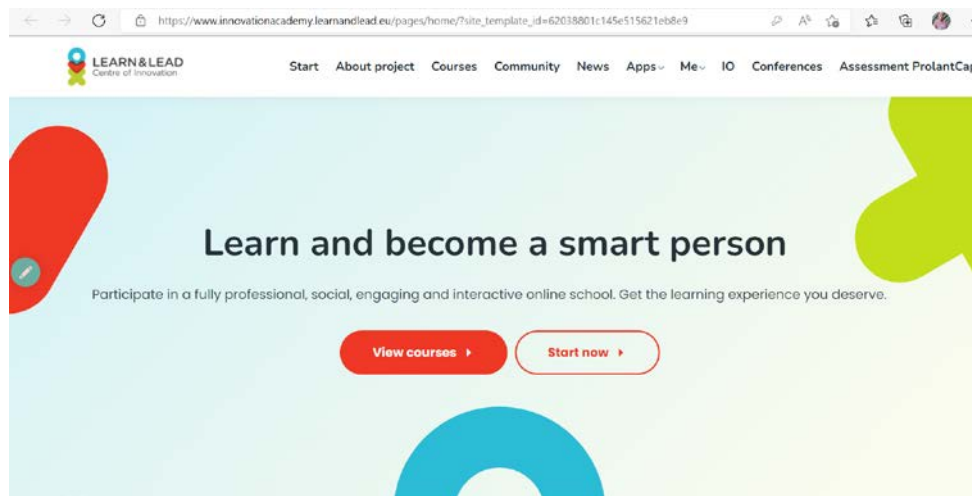 https://www.innovationacademy.learnandlead.eu/pages/home/?site_template_id=62038801c145e515621eb8e9
LEARN&LEAD
Centre of Innovation
Start About project Courses Community News Apps Me IO Conferences Assessment ProlantCap
Learn and become a smart person
Participate in a fully professional, social, engaging and interactive online school. Get the learning experience you deserve.
View courses Start now